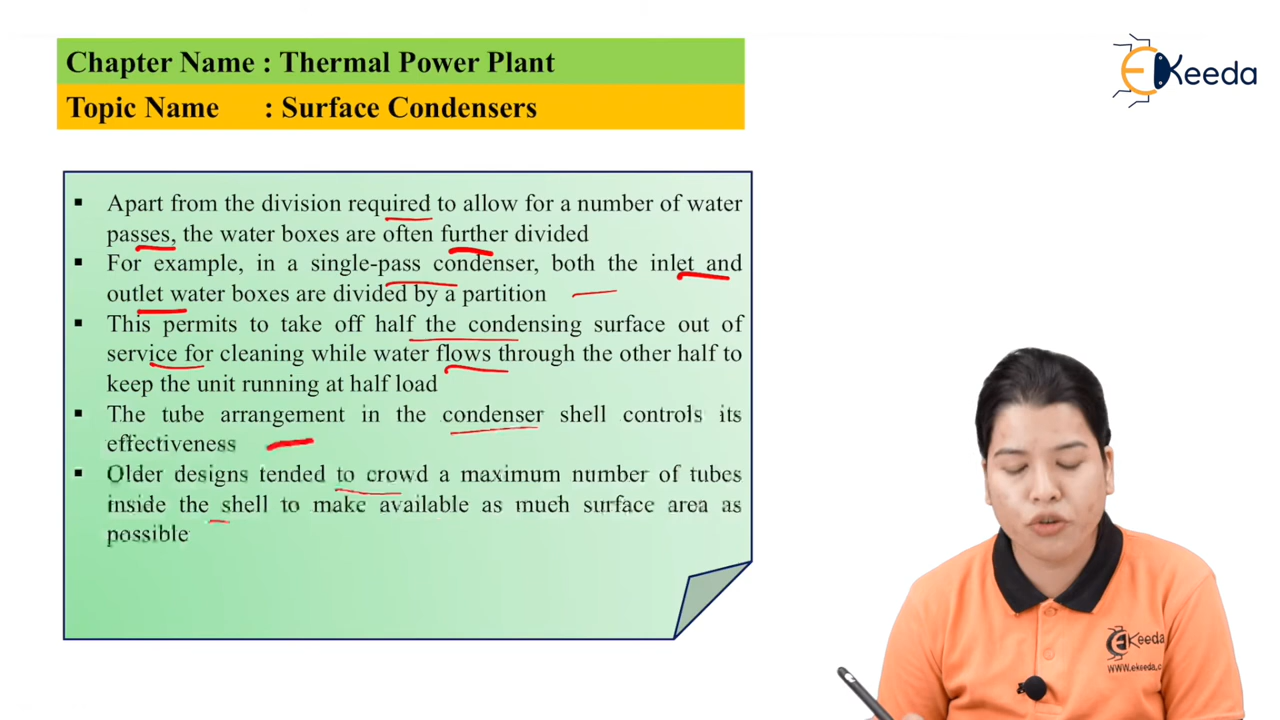 Chapter Name : Thermal Power Plant
Topic Name : Surface Condensers
EKeeda
▪ Apart from the division required to allow for a number of water
passes, the water boxes are often further divided
▪ For example, in a single-pass condenser, both the inlet and
outlet water boxes are divided by a partition
▪ This permits to take off half the condensing surface out of
service for cleaning while water flows through the other half to
keep the unit running at half load
▪ The tube arrangement in the condenser shell controls its
effectiveness
▪ Older designs tended to crowd a maximum number of tubes
inside the shell to make available as much surface area as
possible
EKeeda
WWW.ekeeda.c